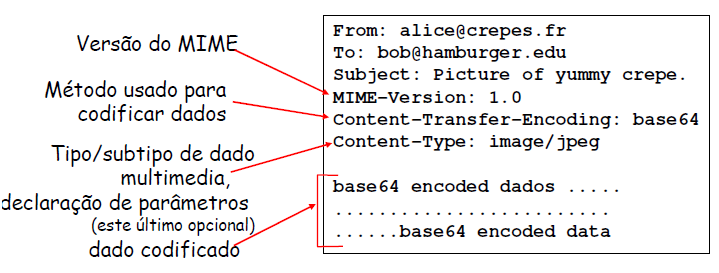 Versão do MIME
Método usado para
codificar dados
Tipo/subtipo de dado
multimedia,
declaração de parâmetros
(este último opcional)
dado codificado
From: alice@crepes.fr
To: bob@hamburger.edu
Subject: Picture of yummy crepe.
MIME-Version: 1.0
Content-Transfer-Encoding: base64
Content-Type: image/jpeg
base64 encoded dados .....
.........................
......base64 encoded data